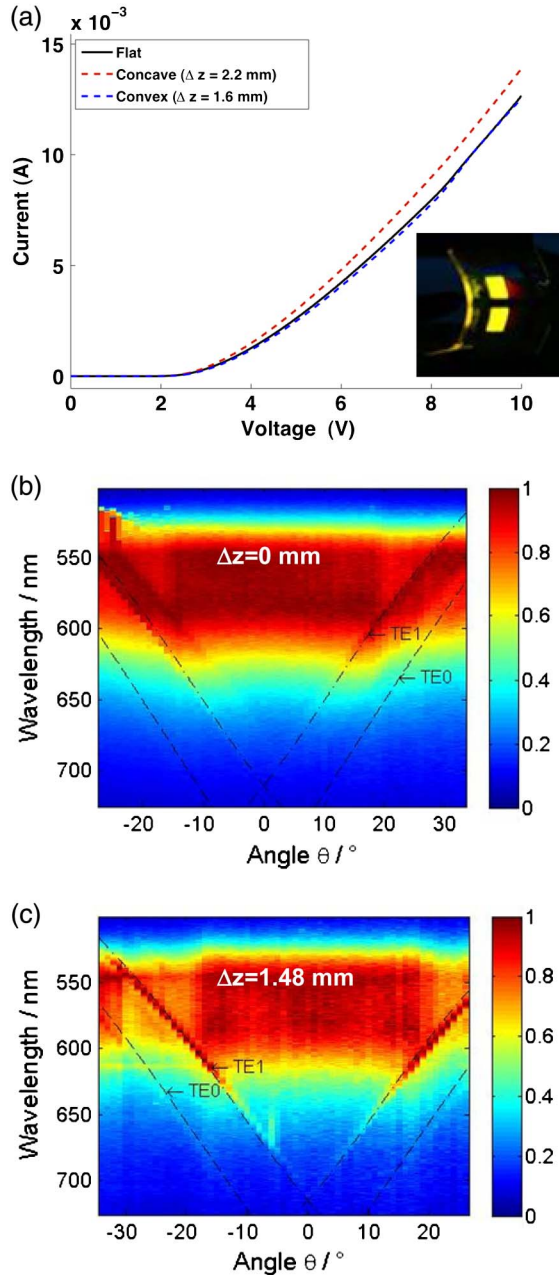 (a)
x 10⁻³
15
10
5
0
Current (A)
Flat
Concave (Δ z = 2.2 mm)
Convex (Δ z = 1.6 mm)
0 2 4 6 8 10
Voltage (V)
(b)
Δz=0 mm
550
600
650
700
Wavelength / nm
← TE1
← TE0
-20 -10 0 10 20 30
Angle θ / °
1
0.8
0.6
0.4
0.2
0
(c)
Δz=1.48 mm
550
600
650
700
Wavelength / nm
← TE1
← TE0
-30 -20 -10 0 10 20
Angle θ / °
1
0.8
0.6
0.4
0.2
0